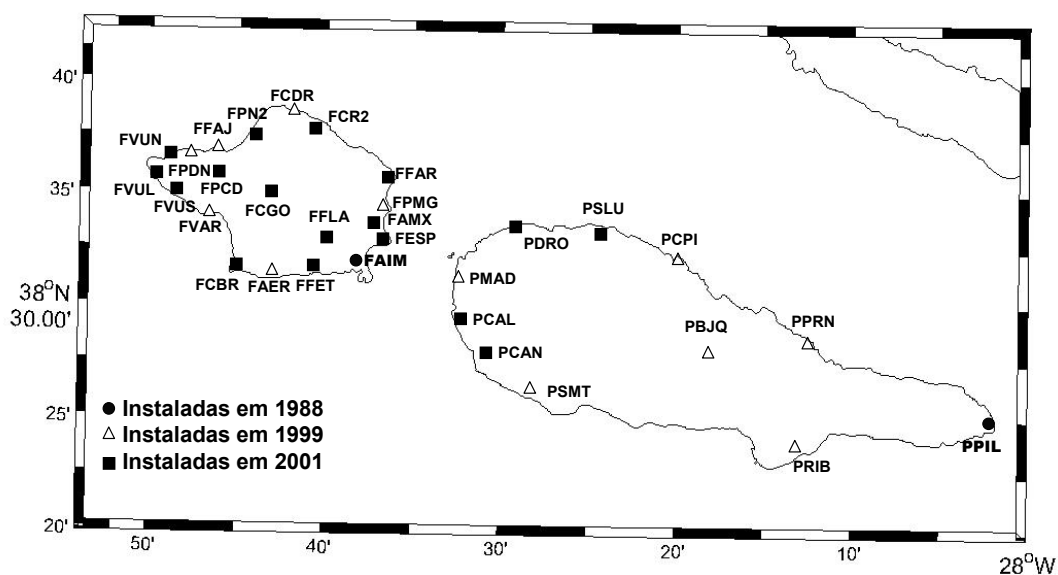 40'
35'
38°N
30.00'
25'
20'
50'
40'
30'
20'
10'
28°W
FCDR
FPN2
FCR2
FFAJ
FVUN
FPDN
FFAR
FVUL
FPCD
FVUS
FCGO
FPMG
FVAR
FFLA
FAMX
FESP
FAIM
FCBR
FAER
FFET
PSLU
PDRO
PCPI
PMAD
PCAL
PBJQ
PPRN
PCAN
PSMT
PRIB
PPIL
Instaladas em 1988
Instaladas em 1999
Instaladas em 2001